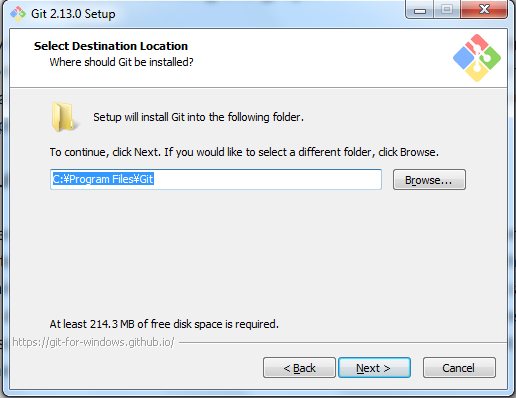 Git 2.13.0 Setup
Select Destination Location
Where should Git be installed?
Setup will install Git into the following folder.
To continue, click Next. If you would like to select a different folder, click Browse.
C:¥Program Files¥Git
Browse...
At least 214.3 MB of free disk space is required.
https://git-for-windows.github.io/
< Back
Next >
Cancel